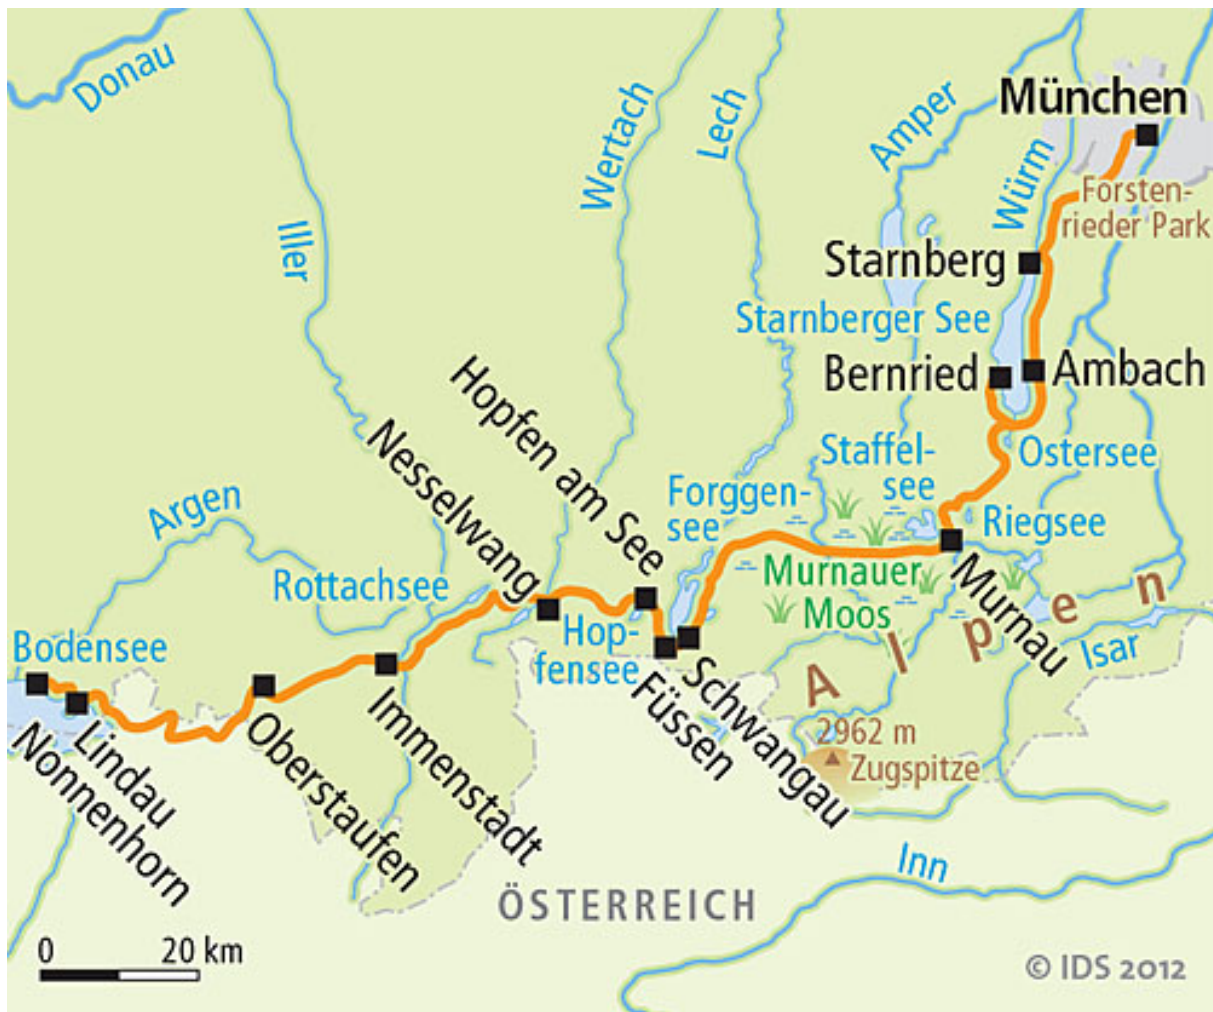 Donau
München
Amper
Lech
Wertach
Würm
Forsten-
rieder Park
Iller
Starnberg
Starnberger See
Bernried
Ambach
Hopfen am See
Nesselwang
Staffel-
see
Ostersee
Forggen-
see
Riegsee
Argen
Rottachsee
Murnauer
Moos
Murnau
Alpen
Isar
Hop-
fensee
Bodensee
Schwangau
Füssen
Immenstadt
Oberstaufen
Lindau
Nonnenhorn
2962 m
Zugspitze
Inn
ÖSTERREICH
0 20 km
© IDS 2012